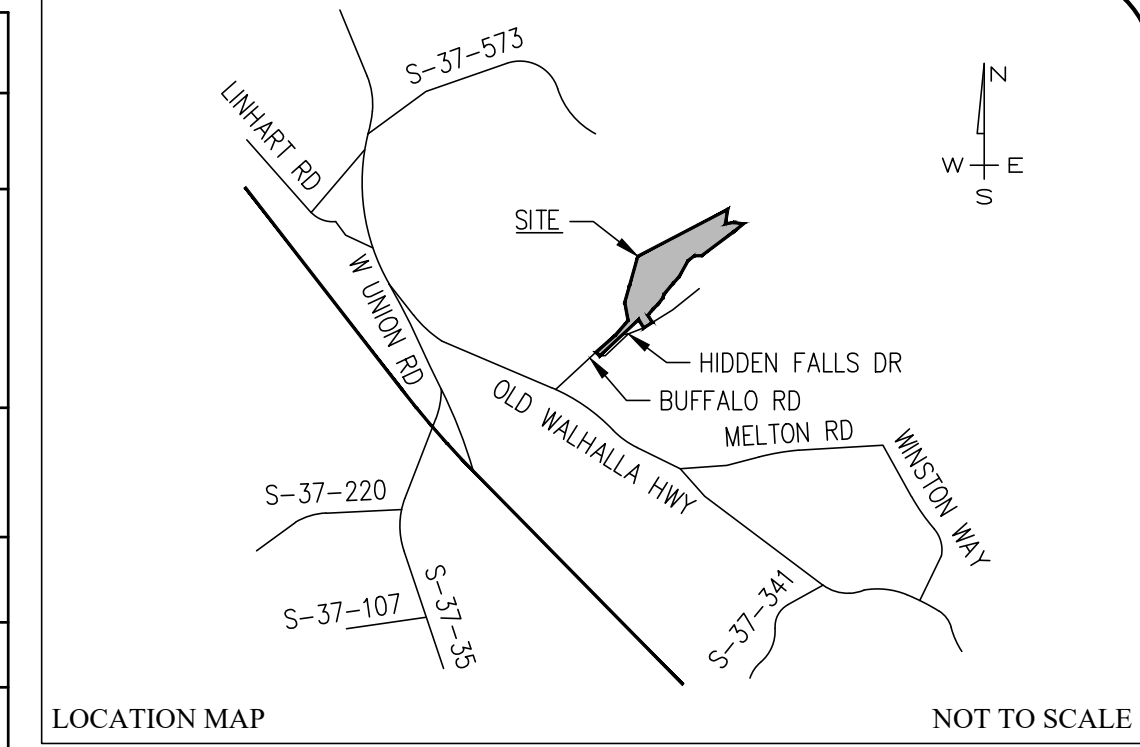 S-37-573
LINHART RD
N
W E
S
SITE
W UNION RD
HIDDEN FALLS DR
BUFFALO RD
OLD WALHALLA HWY
MELTON RD
WINSTON WAY
S-37-220
S-37-107
S-37-35
S-37-341
LOCATION MAP
NOT TO SCALE